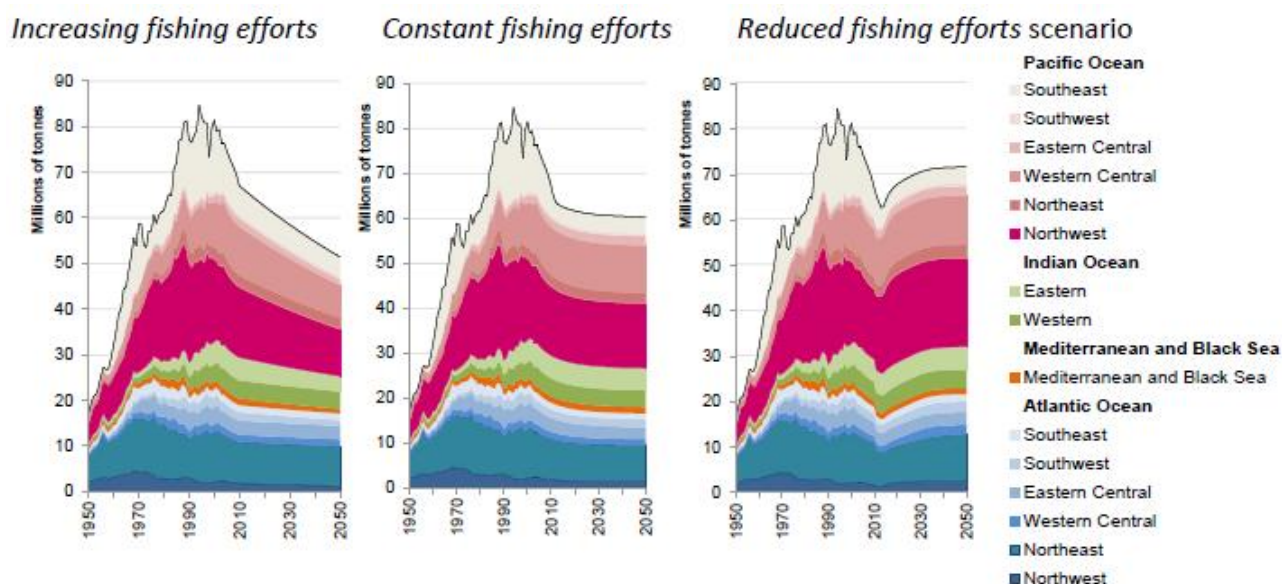 Increasing fishing efforts
Constant fishing efforts
Reduced fishing efforts scenario
Millions of tonnes
90
80
70
60
50
40
30
20
10
0
1950
1970
1990
2010
2030
2050
Millions of tonnes
90
80
70
60
50
40
30
20
10
0
1950
1970
1990
2010
2030
2050
Millions of tonnes
90
80
70
60
50
40
30
20
10
0
1950
1970
1990
2010
2030
2050
Pacific Ocean
Southeast
Southwest
Eastern Central
Western Central
Northeast
Northwest
Indian Ocean
Eastern
Western
Mediterranean and Black Sea
Mediterranean and Black Sea
Atlantic Ocean
Southeast
Southwest
Eastern Central
Western Central
Northeast
Northwest